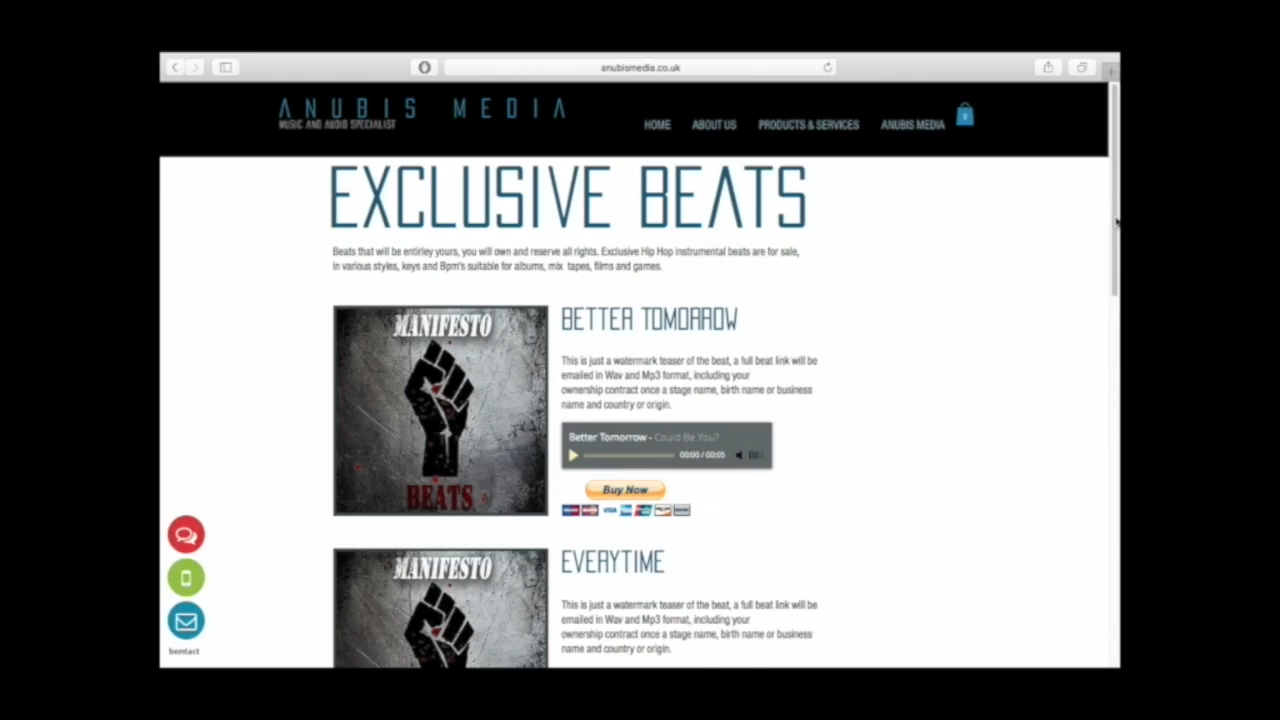 anubismedia.co.uk
ANUBIS MEDIA
MUSIC AND AUDIO SPECIALIST
HOME ABOUT US PRODUCTS & SERVICES ANUBIS MEDIA 0
EXCLUSIVE BEATS
Beats that will be entirley yours, you will own and reserve all rights. Exclusive Hip Hop instrumental beats are for sale,
in various styles, keys and Bpm's suitable for albums, mix tapes, films and games.
MANIFESTO
BEATS
BETTER TOMORROW
This is just a watermark teaser of the beat, a full beat link will be
emailed in Wav and Mp3 format, including your
ownership contract once a stage name, birth name or business
name and country or origin.
Better Tomorrow - Could Be You?
00:00 / 00:05
Buy Now
VISA
MANIFESTO
EVERYTIME
This is just a watermark teaser of the beat, a full beat link will be
emailed in Wav and Mp3 format, including your
ownership contract once a stage name, birth name or business
name and country or origin.
bontact